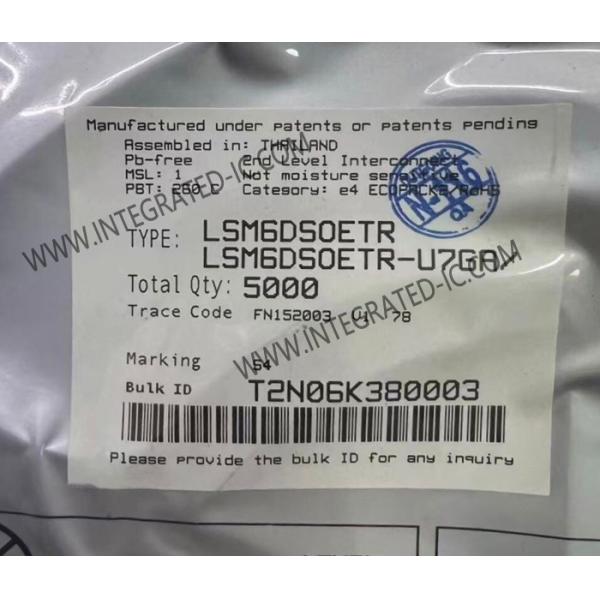 Manufactured under patents or patents pending
Assembled in: THAILAND
Pb-free 2nd Level Interconnect
MSL: 1 Not moisture sensitive
PBT: 260 C Category: e4 ECOPACK2/RoHS
TYPE: LSM6DSOETR
LSM6DSOETR-U7GA
Total Qty: 5000
Trace Code FN152003 V1 78
Marking S4
Bulk ID T2N06K380003
Please provide the bulk ID for any inquiry
WWW.INTEGRATED-IC.COM
WWW.INTEGRATED-IC.COM
WWW.INTEGRATED-IC.COM